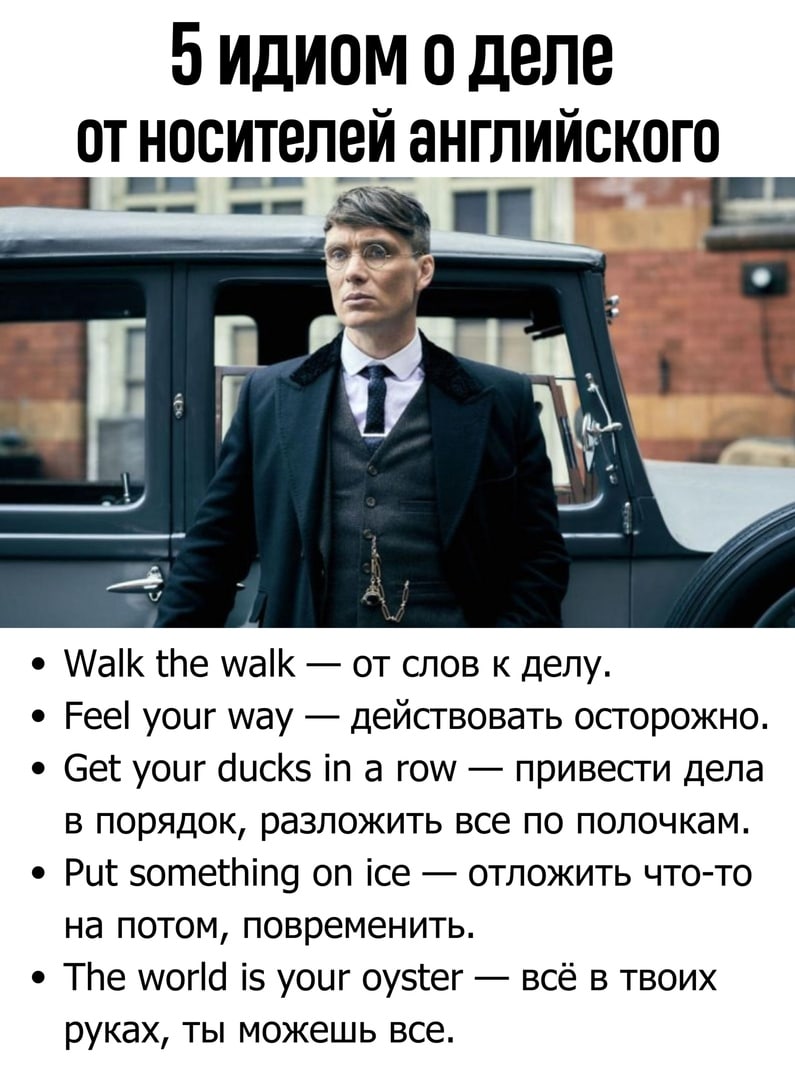 5 идиом о деле
от носителей английского
• Walk the walk — от слов к делу.
• Feel your way — действовать осторожно.
• Get your ducks in a row — привести дела
в порядок, разложить все по полочкам.
• Put something on ice — отложить что-то
на потом, повременить.
• The world is your oyster — всё в твоих
руках, ты можешь все.